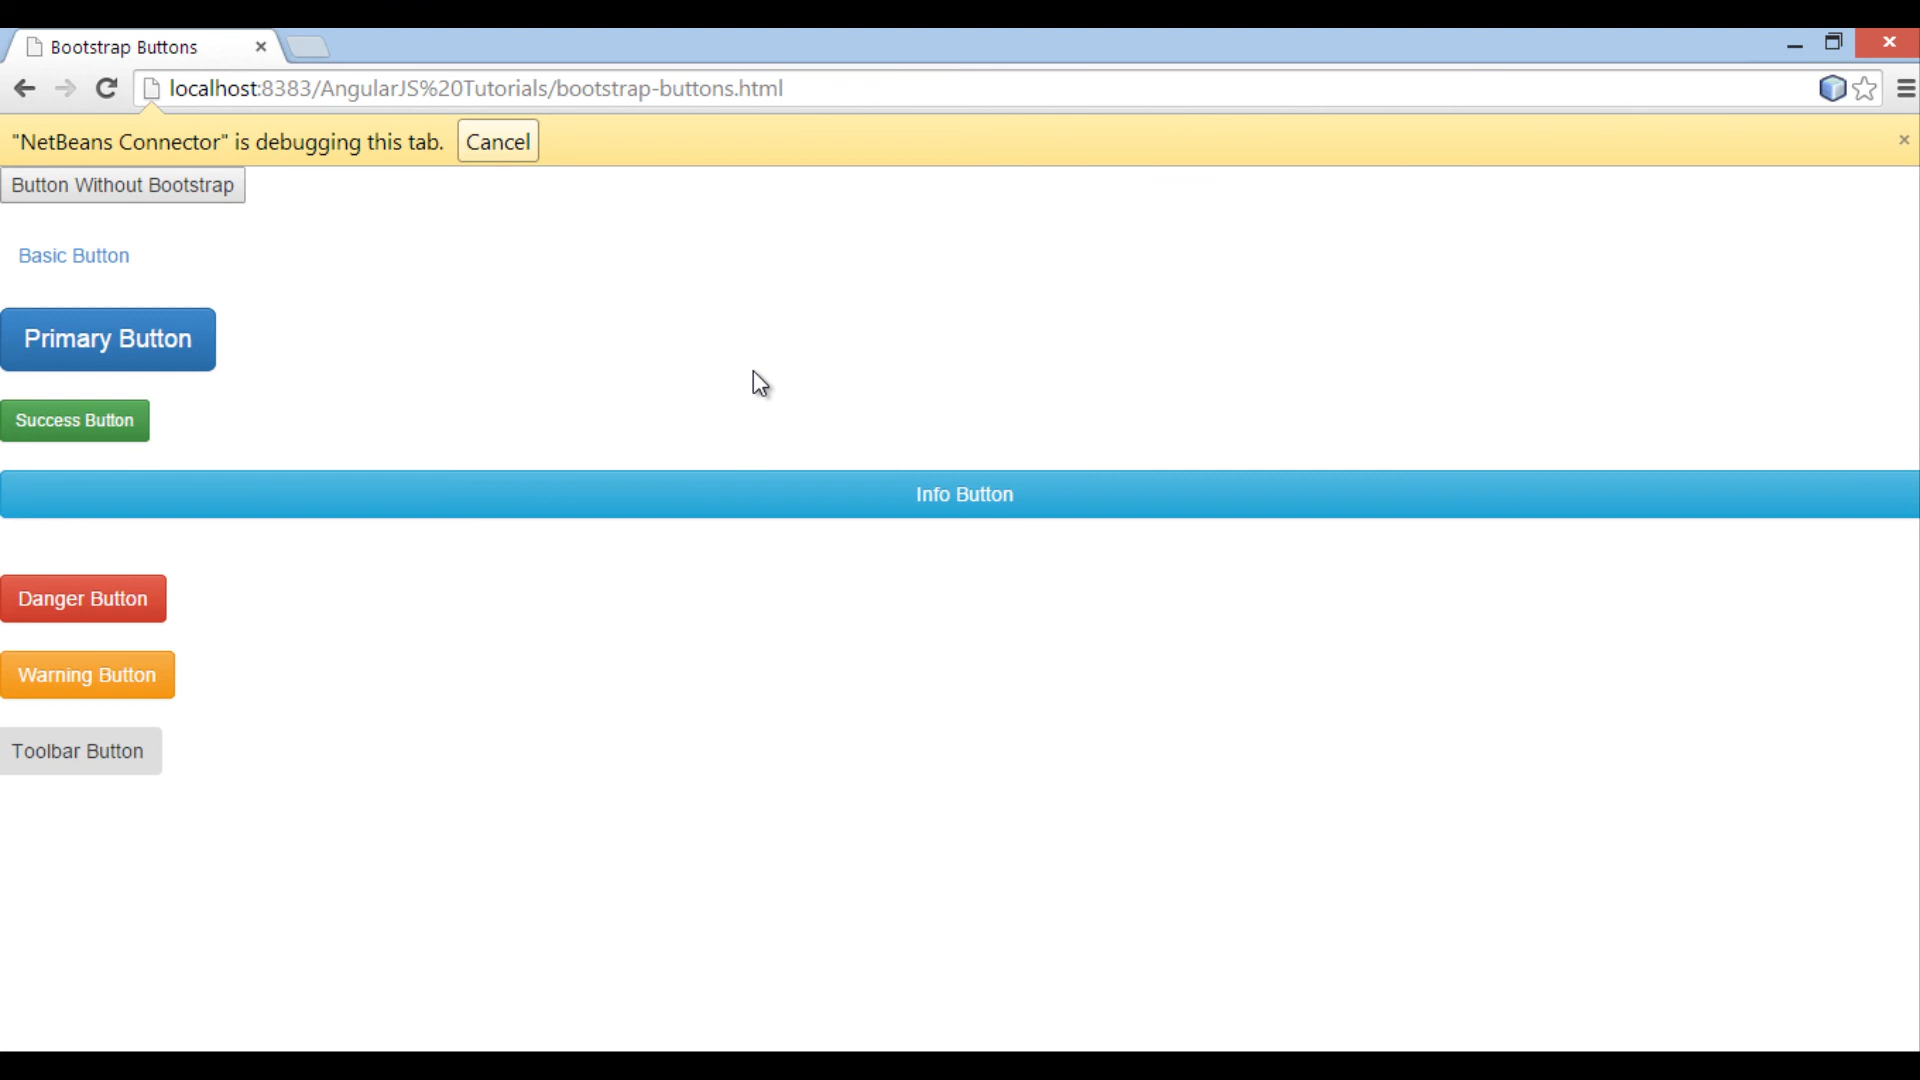 Bootstrap Buttons
localhost:8383/AngularJS%20Tutorials/bootstrap-buttons.html
"NetBeans Connector" is debugging this tab. Cancel
Button Without Bootstrap
Basic Button
Primary Button
Success Button
Info Button
Danger Button
Warning Button
Toolbar Button